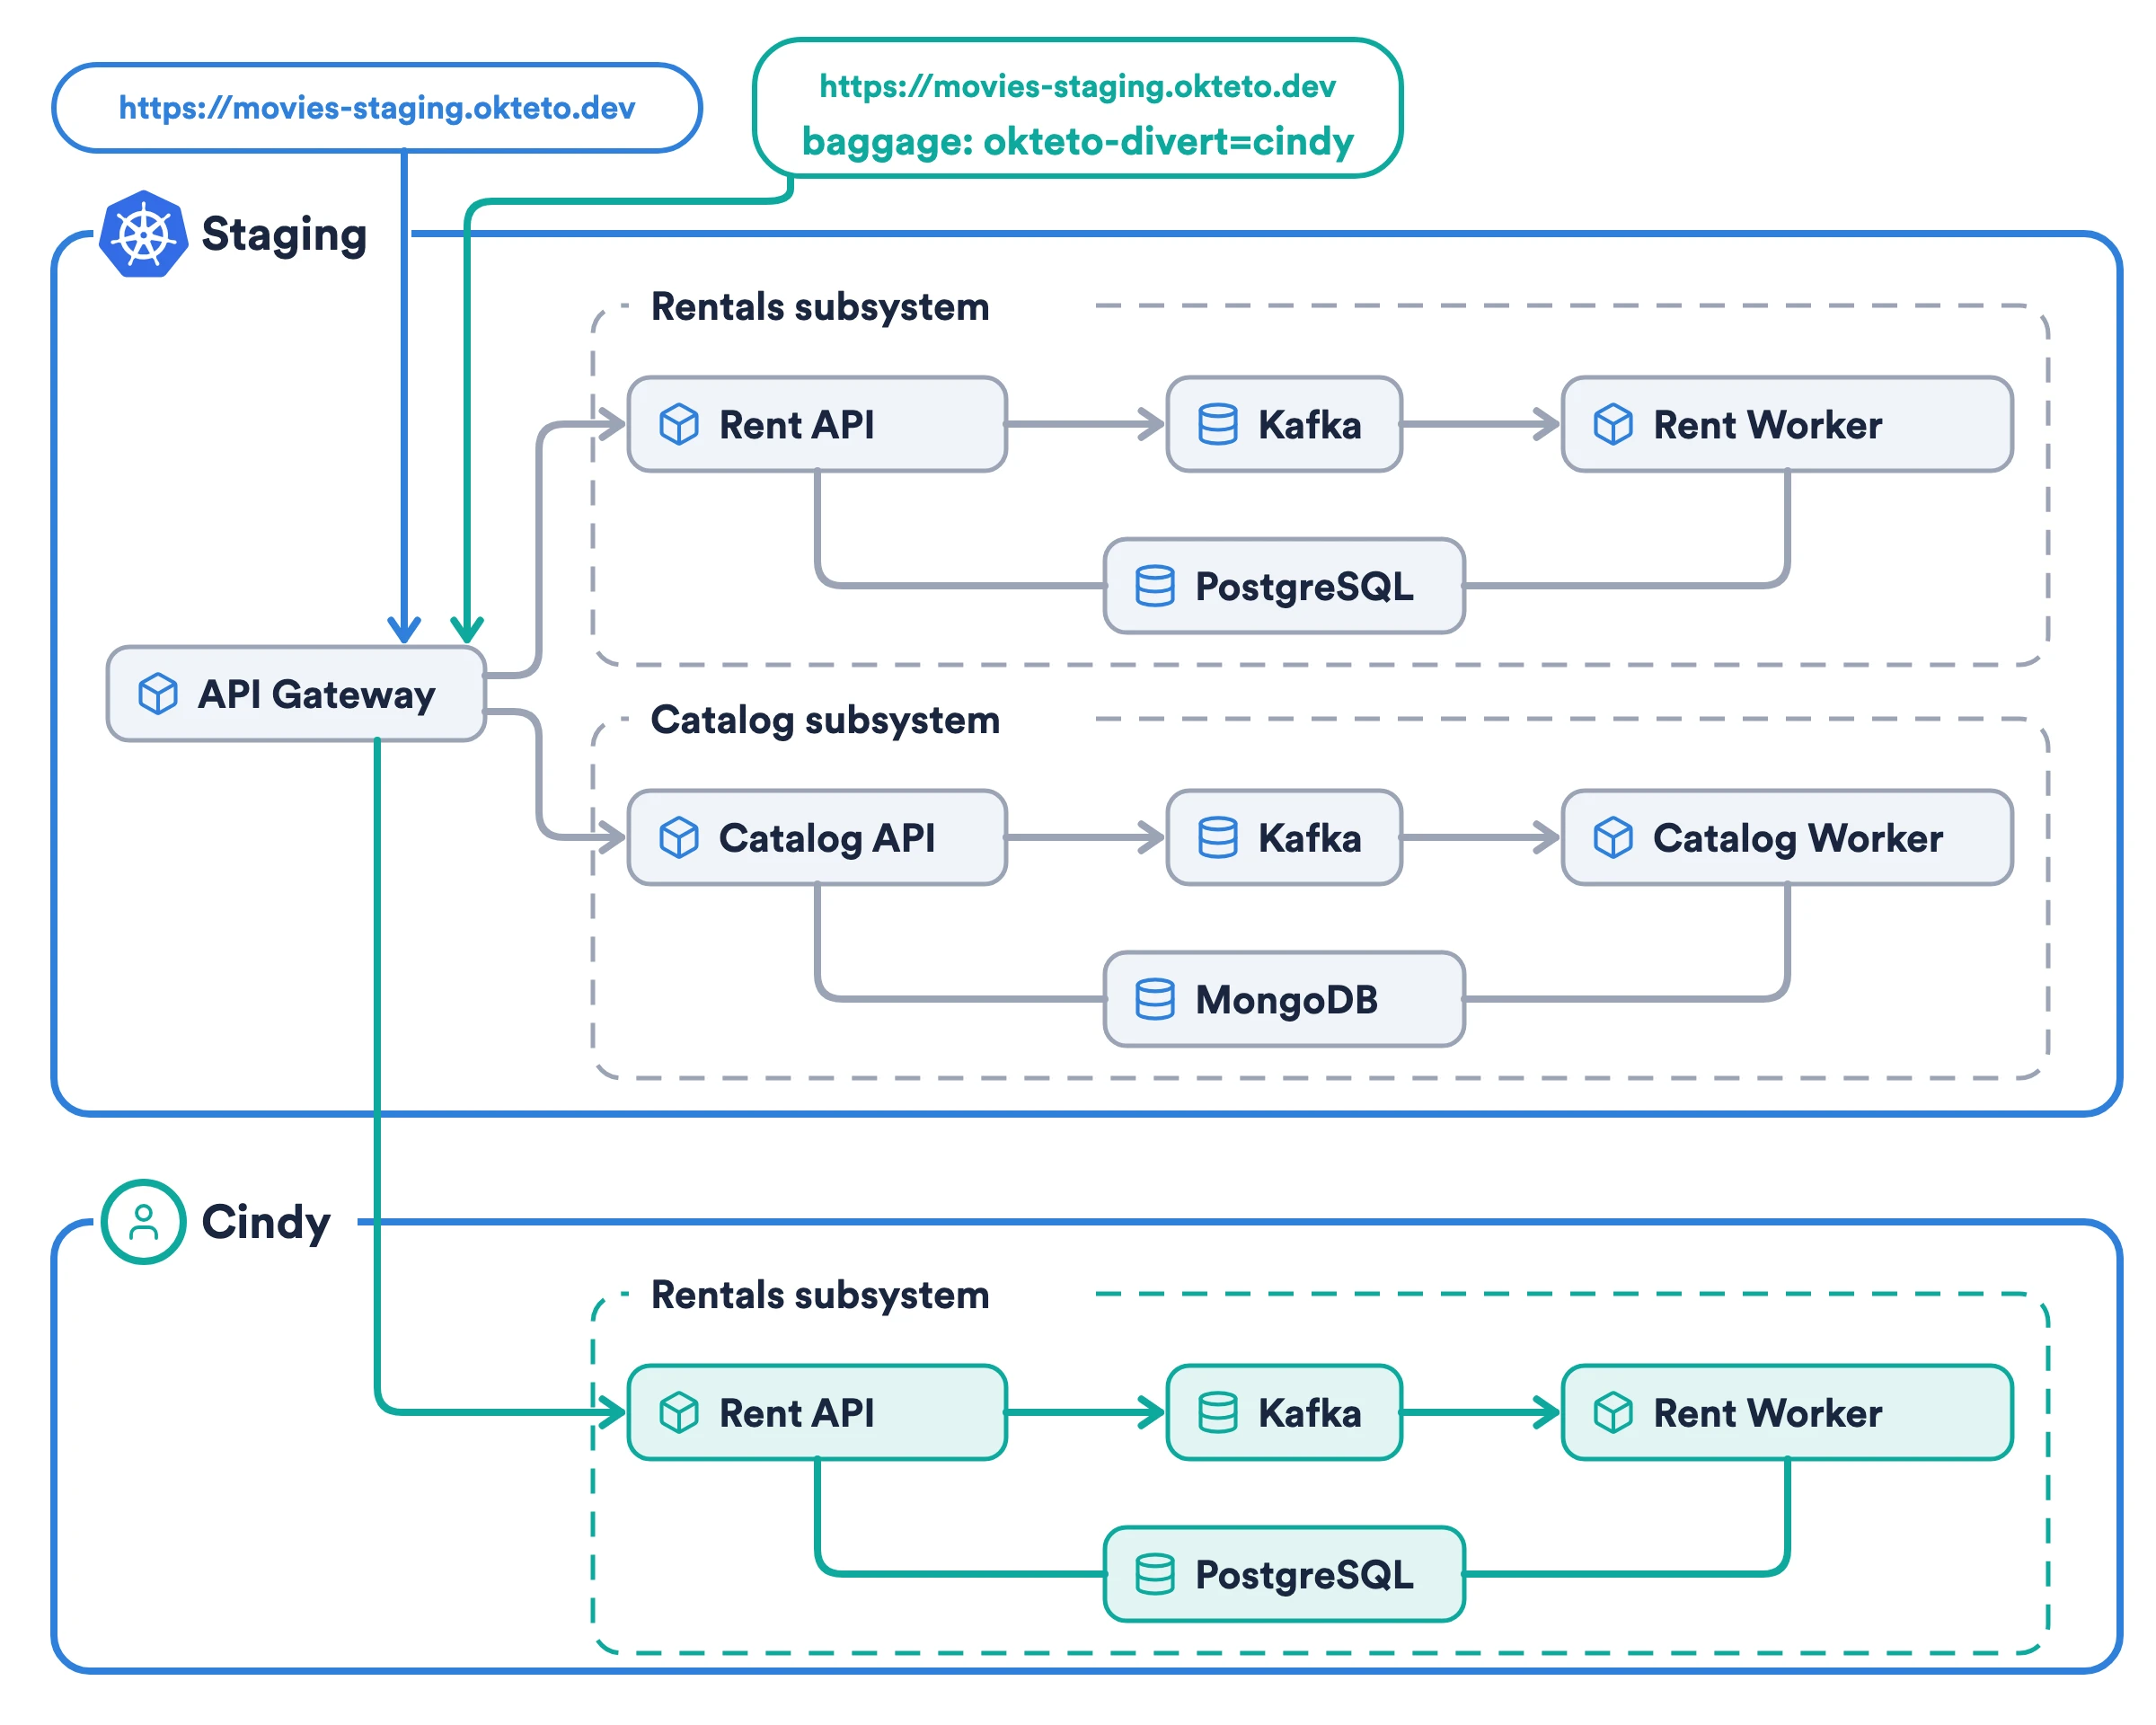 https://movies-staging.okteto.dev
https://movies-staging.okteto.dev
baggage: okteto-divert=cindy
Staging
Rentals subsystem
Rent API
Kafka
Rent Worker
PostgreSQL
API Gateway
Catalog subsystem
Catalog API
Kafka
Catalog Worker
MongoDB
Cindy
Rentals subsystem
Rent API
Kafka
Rent Worker
PostgreSQL